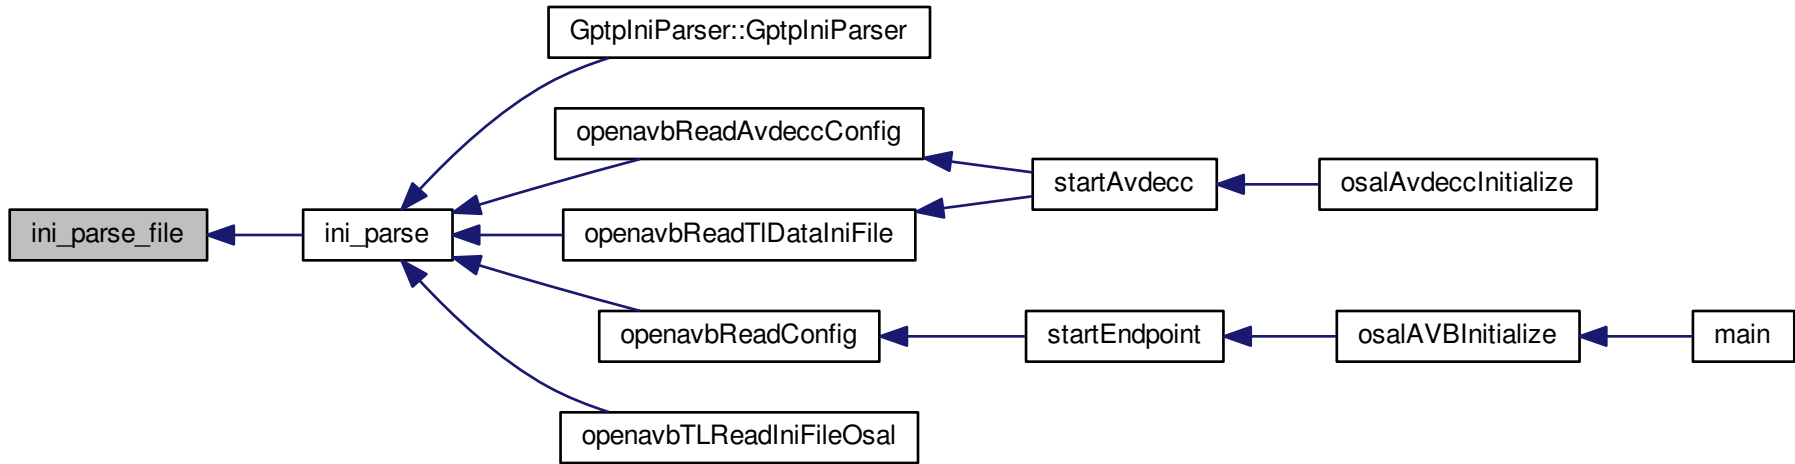 GptpIniParser::GptpIniParser
openavbReadAvdeccConfig
startAvdecc
osalAvdeccInitialize
ini_parse_file
ini_parse
openavbReadTlDataIniFile
openavbReadConfig
startEndpoint
osalAVBInitialize
main
openavbTLReadIniFileOsal